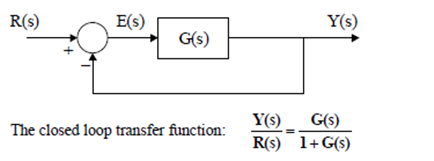 R(s) E(s) Y(s)
G(s)
+
−
The closed loop transfer function: Y(s)/R(s) = G(s)/1+G(s)